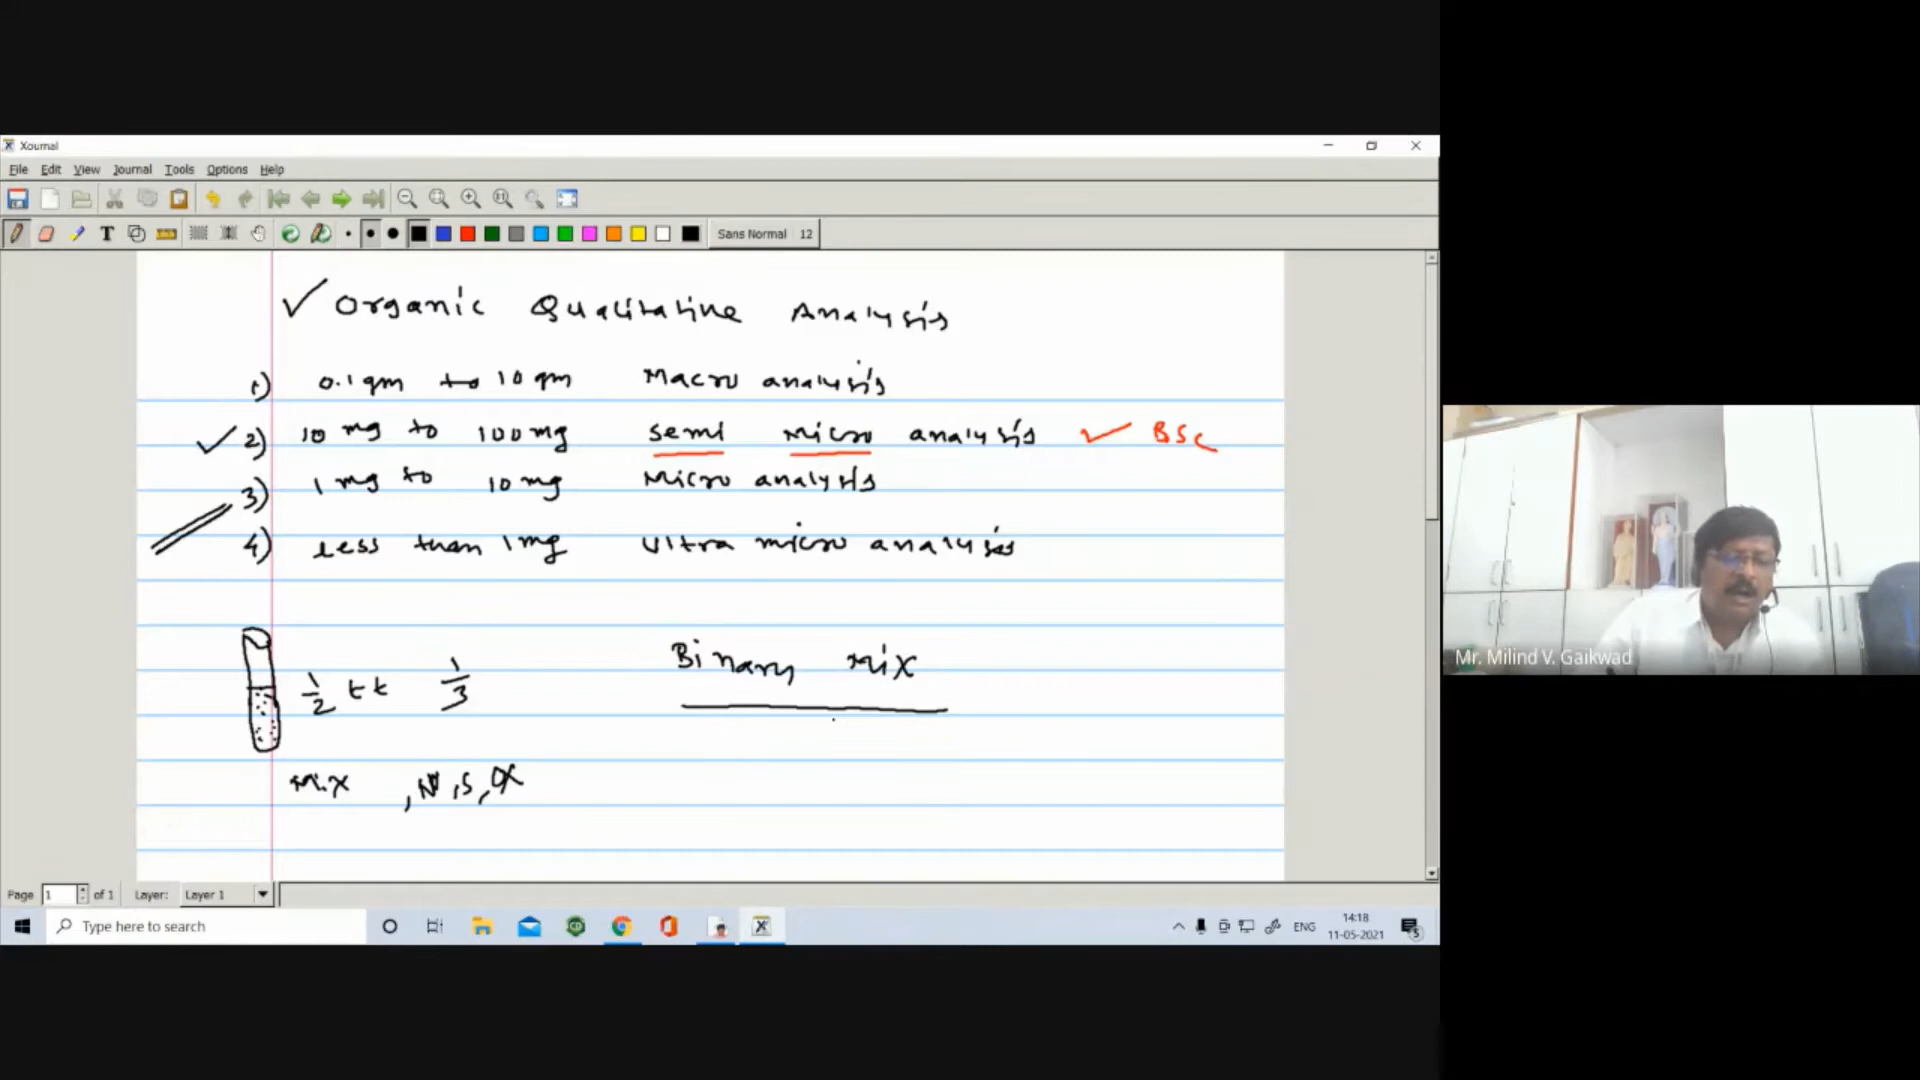 Xournal
File Edit View Journal Tools Options Help
T Sans Normal 12
✓ Organic Qualitative Analysis
1) 0.1 gm to 10 gm Macro analysis
✓ 2) 10 mg to 100 mg semi micro analysis ✓ BSc
3) 1 mg to 10 mg Micro analysis
4) less than 1 mg Ultra micro analysis
Binary mix
1/2 tt 1/3
Mix , N, S, X
Mr. Milind V. Gaikwad
Page 1 of 1 Layer: Layer 1
Type here to search
ENG 14:18
11-05-2021
5